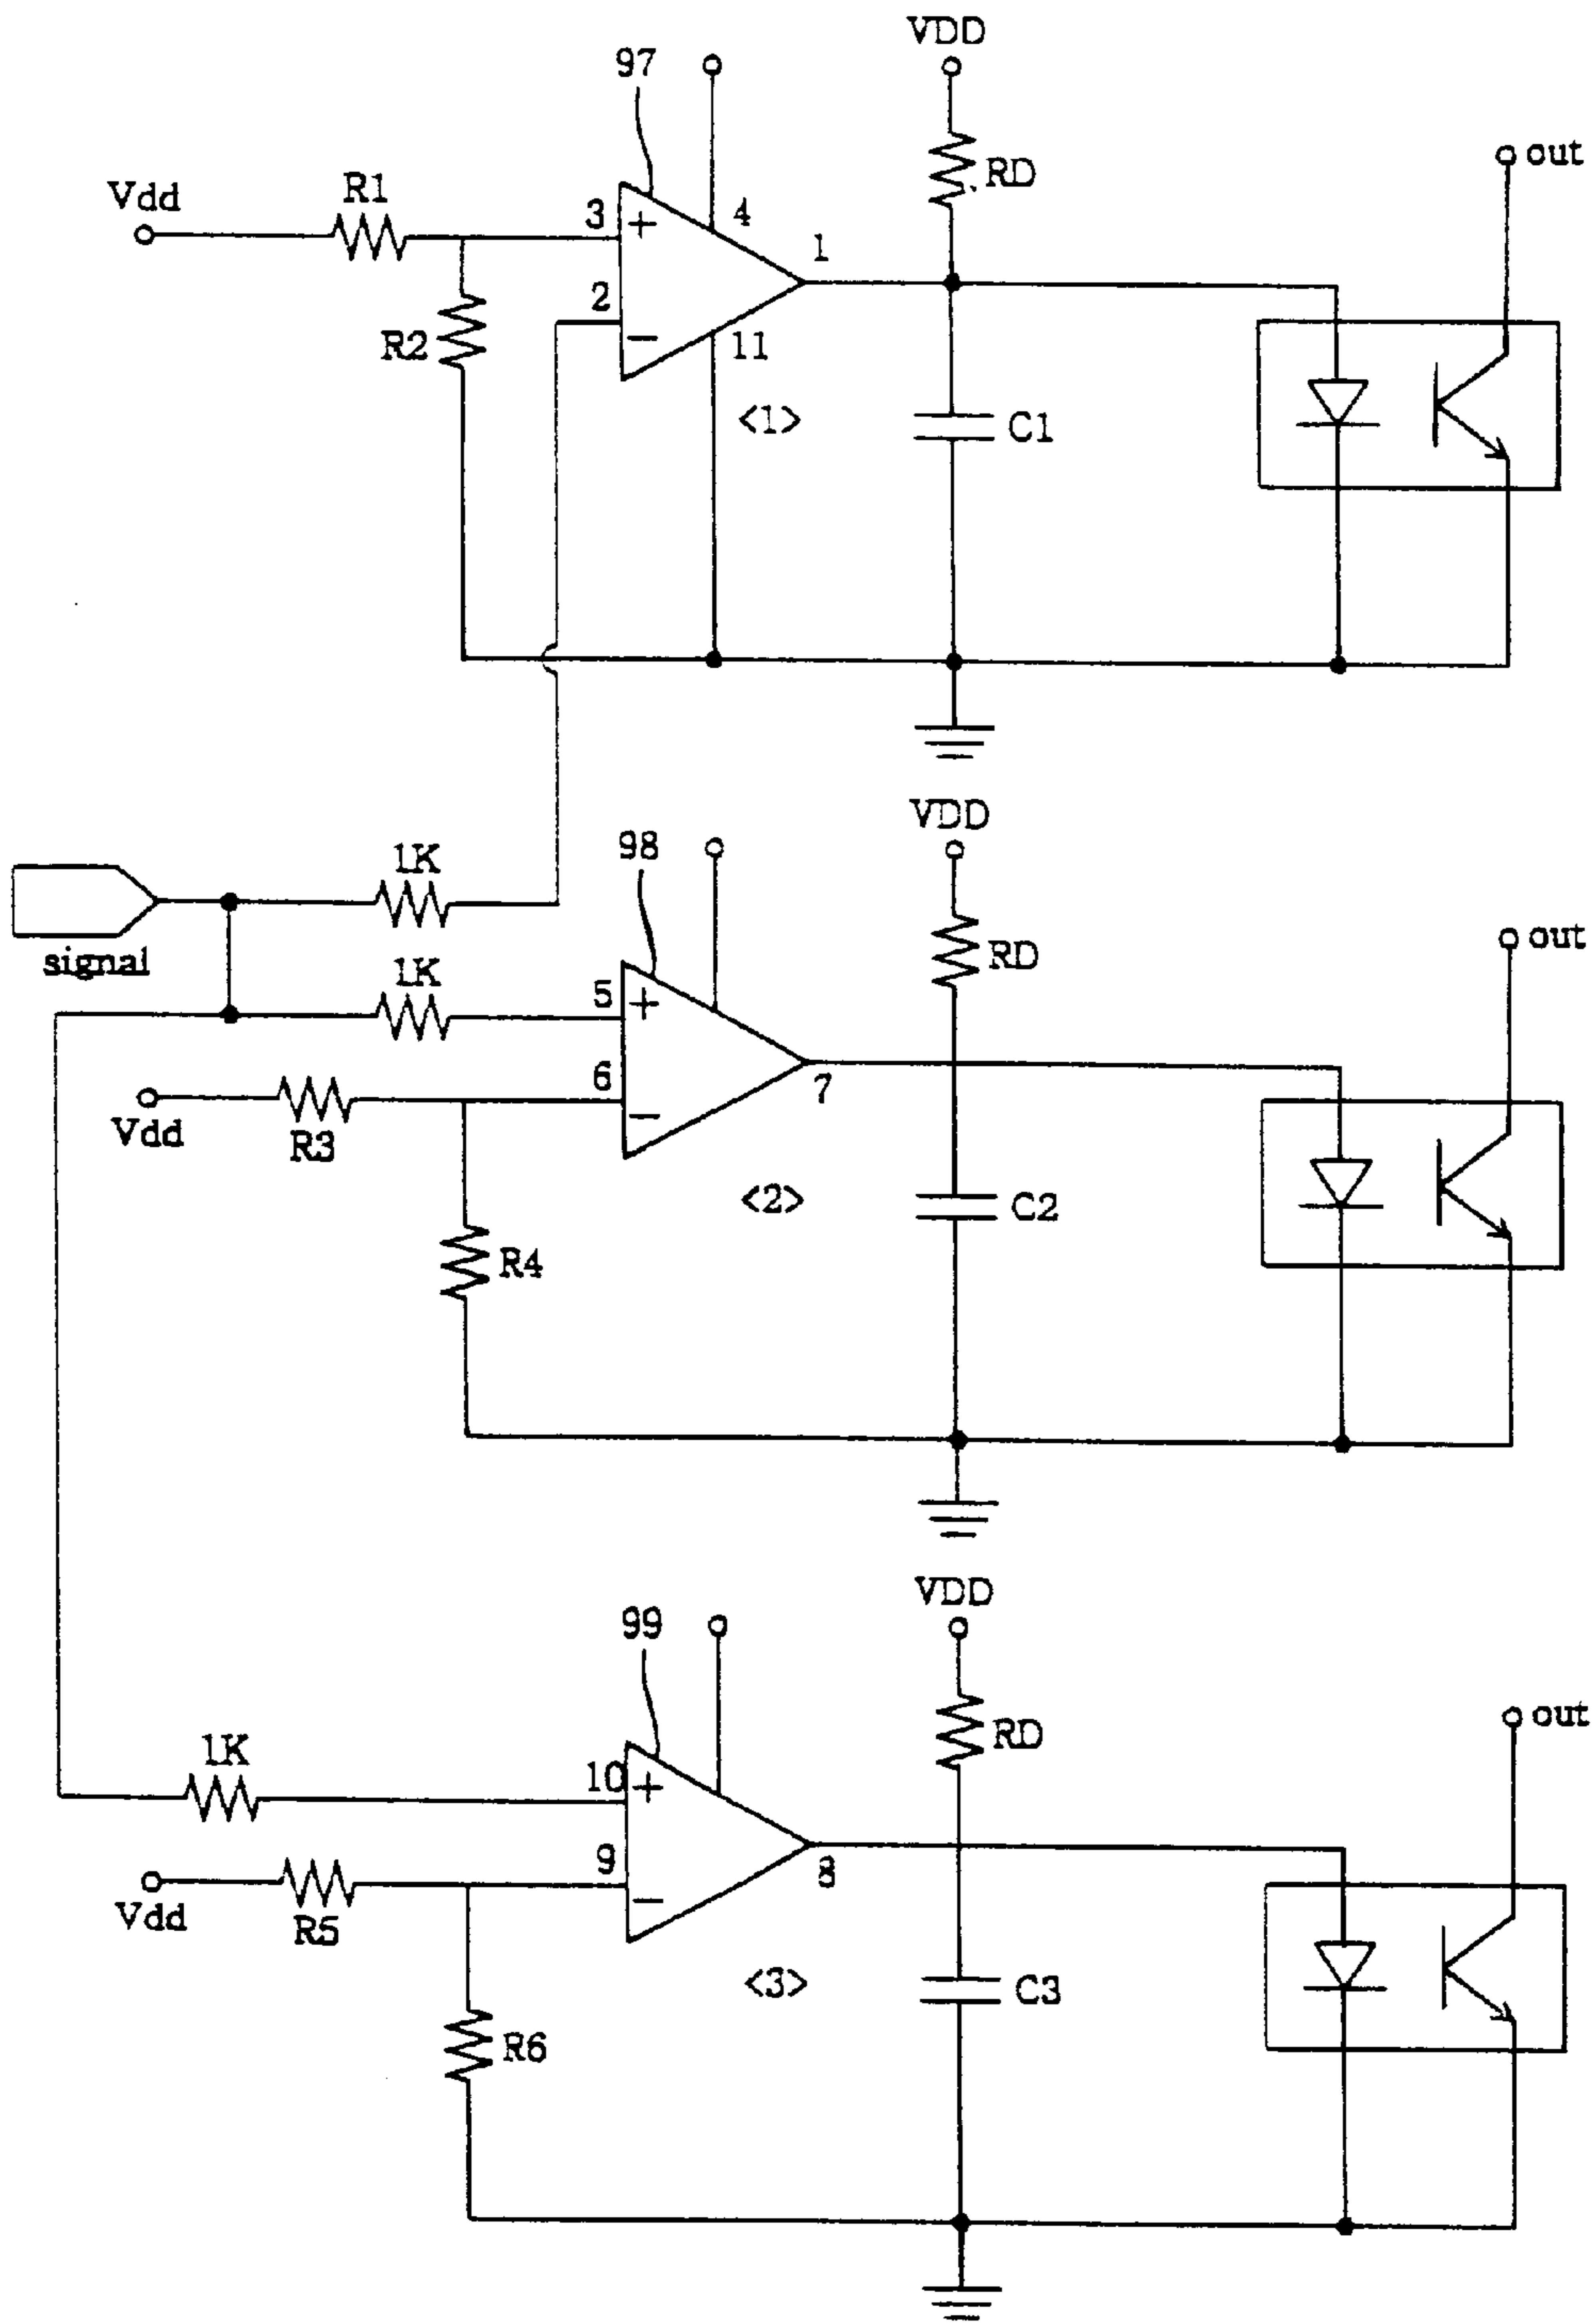 VDD
97
out
RD
Vdd
R1
3
+
4
1
2
R2
−
11
<1>
C1
VDD
98
1K
signal
RD
out
1K
5
+
6
7
Vdd
R3
−
<2>
C2
R4
VDD
99
RD
out
1K
10
+
9
8
Vdd
R5
−
<3>
C3
R6